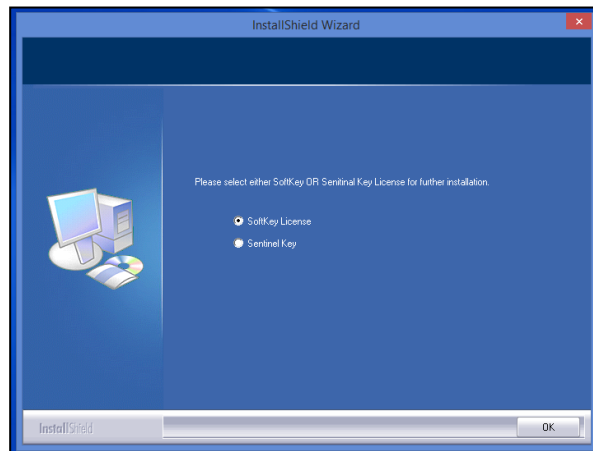 InstallShield Wizard
Please select either SoftKey OR Senitinal Key License for further installation.
SoftKey License
Sentinel Key
InstallShield
OK